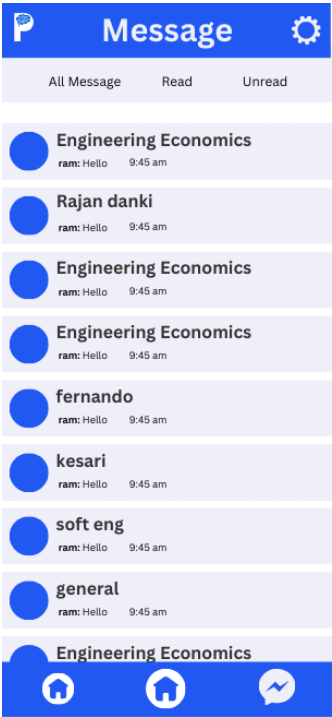 P
Message
All Message Read Unread
Engineering Economics
ram: Hello 9:45 am
Rajan danki
ram: Hello 9:45 am
Engineering Economics
ram: Hello 9:45 am
Engineering Economics
ram: Hello 9:45 am
fernando
ram: Hello 9:45 am
kesari
ram: Hello 9:45 am
soft eng
ram: Hello 9:45 am
general
ram: Hello 9:45 am
Engineering Economics